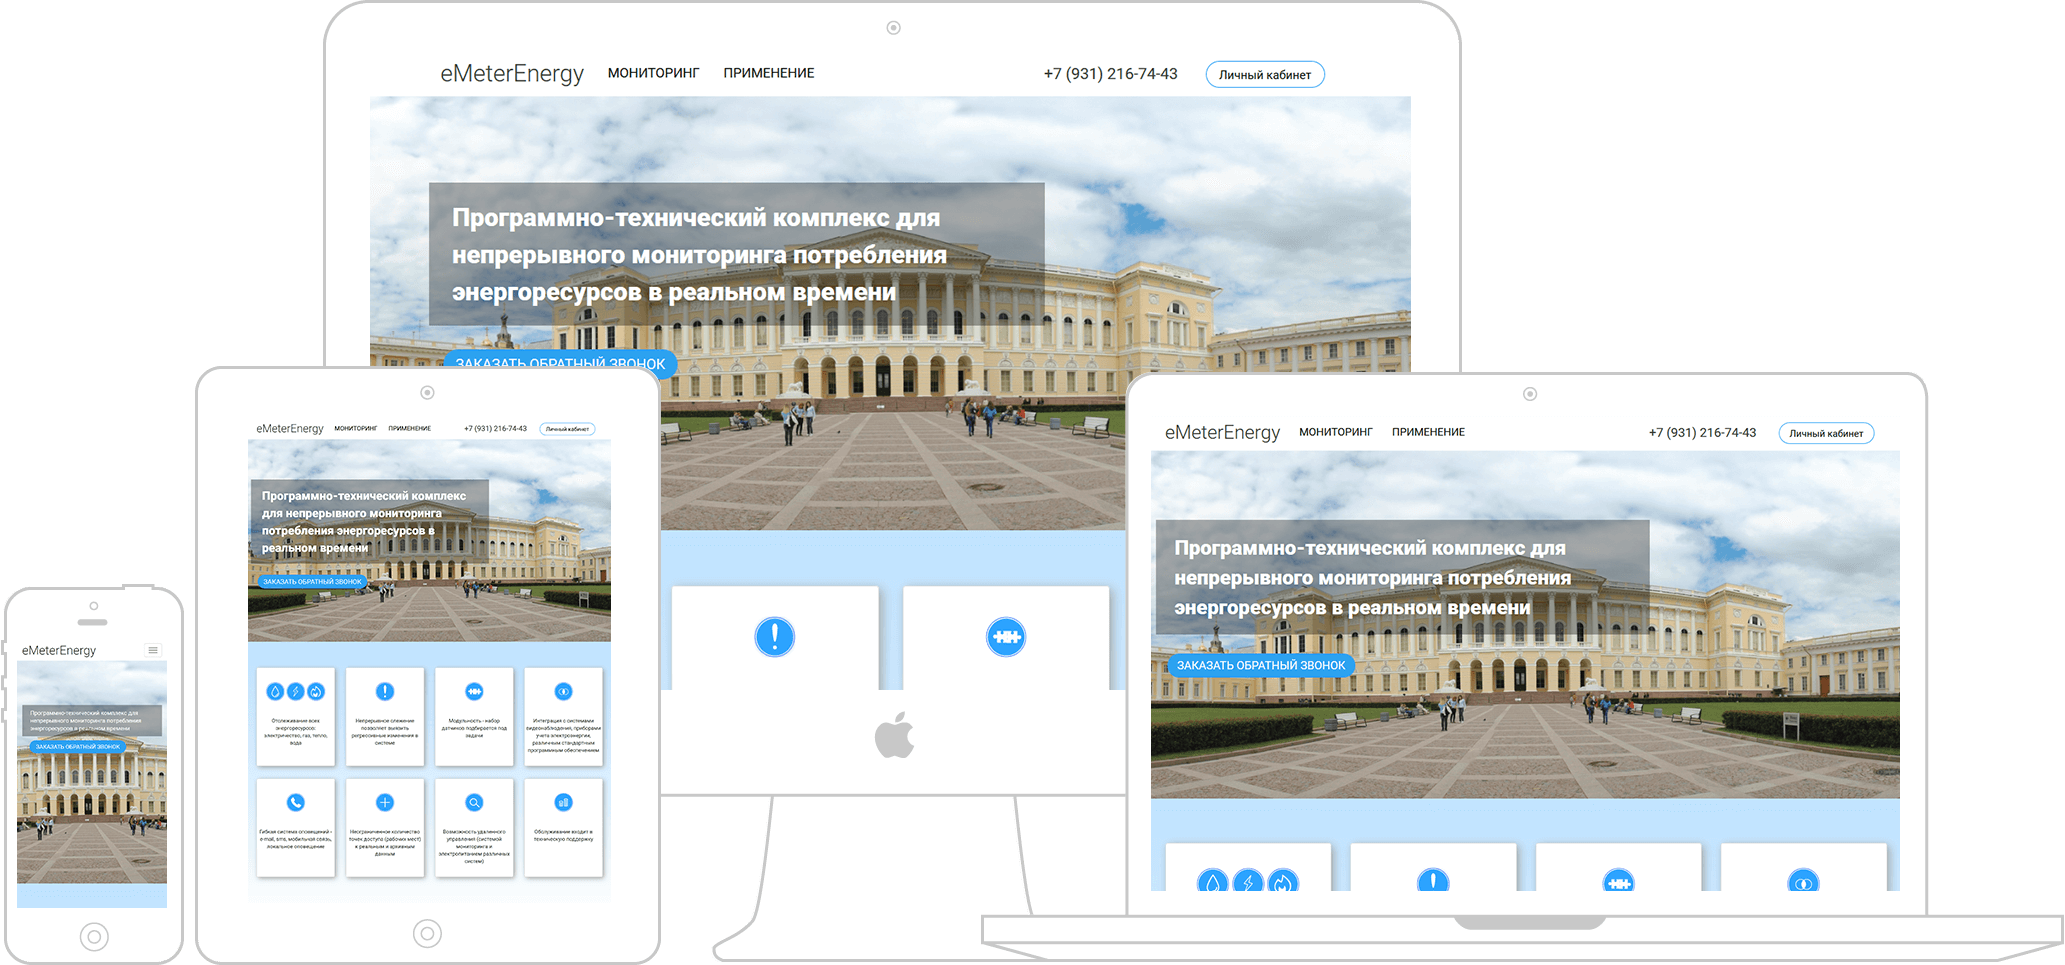 eMeterEnergy МОНИТОРИНГ ПРИМЕНЕНИЕ +7 (931) 216-74-43 Личный кабинет
Программно-технический комплекс для
непрерывного мониторинга потребления
энергоресурсов в реальном времени
ЗАКАЗАТЬ ОБРАТНЫЙ ЗВОНОК
eMeterEnergy МОНИТОРИНГ ПРИМЕНЕНИЕ +7 (931) 216-74-43 Личный кабинет
Программно-технический комплекс
для непрерывного мониторинга
потребления энергоресурсов в
реальном времени
ЗАКАЗАТЬ ОБРАТНЫЙ ЗВОНОК
Отслеживание всех
энергоресурсов:
электричество, газ, тепло,
вода
Непрерывное слежение
позволяет выявить
регрессивные изменения в
системе
Модульность - набор
датчиков подбирается под
задачи
Интеграция с системами
видеонаблюдения, приборами
учета электроэнергии,
различным стандартным
программным обеспечением
Гибкая система оповещений -
e-mail, sms, мобильная связь,
локальное оповещение
Неограниченное количество
точек доступа (рабочих мест)
к реальным и архивным
данным
Возможность удаленного
управления (системой
мониторинга и
электропитанием различных
систем)
Обслуживание входит в
техническую поддержку
eMeterEnergy МОНИТОРИНГ ПРИМЕНЕНИЕ +7 (931) 216-74-43 Личный кабинет
Программно-технический комплекс для
непрерывного мониторинга потребления
энергоресурсов в реальном времени
ЗАКАЗАТЬ ОБРАТНЫЙ ЗВОНОК
eMeterEnergy
Программно-технический комплекс для
непрерывного мониторинга потребления
энергоресурсов в реальном времени
ЗАКАЗАТЬ ОБРАТНЫЙ ЗВОНОК